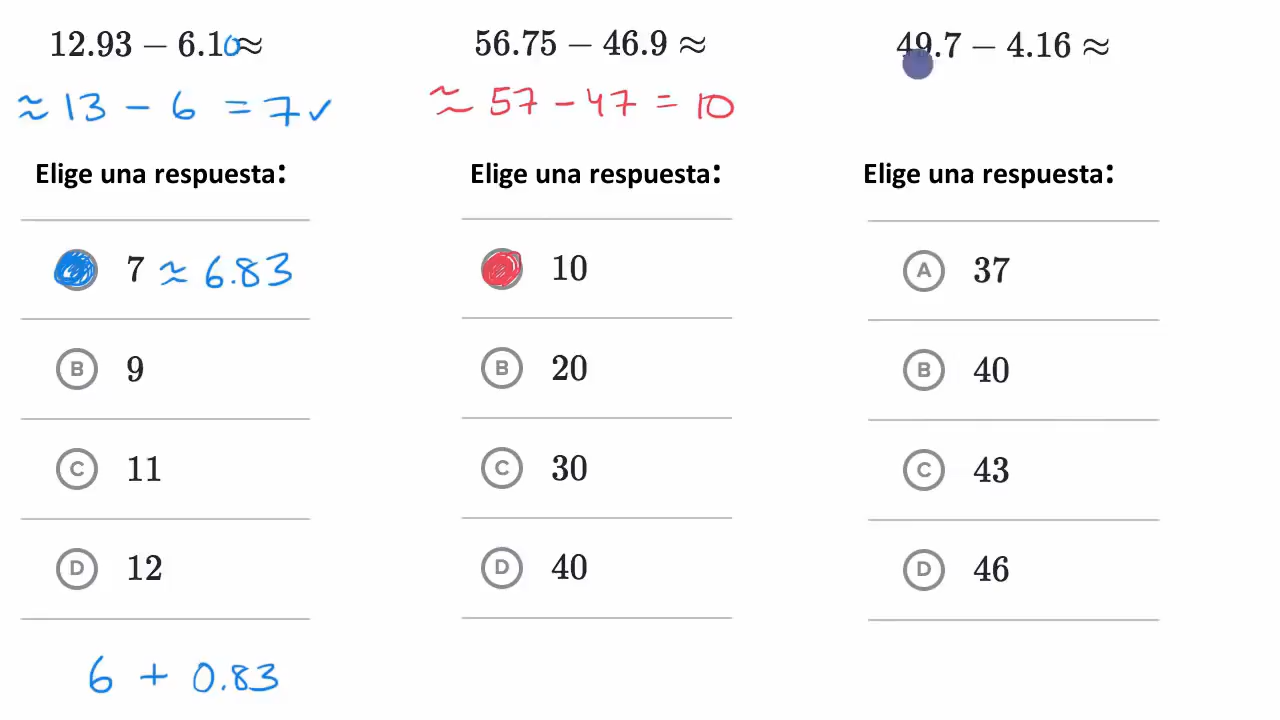 12.93 − 6.10 ≈
≈ 13 − 6 = 7 ✓
Elige una respuesta:
7 ≈ 6.83
B 9
C 11
D 12
6 + 0.83
56.75 − 46.9 ≈
≈ 57 − 47 = 10
Elige una respuesta:
10
B 20
C 30
D 40
49.7 − 4.16 ≈
Elige una respuesta:
A 37
B 40
C 43
D 46